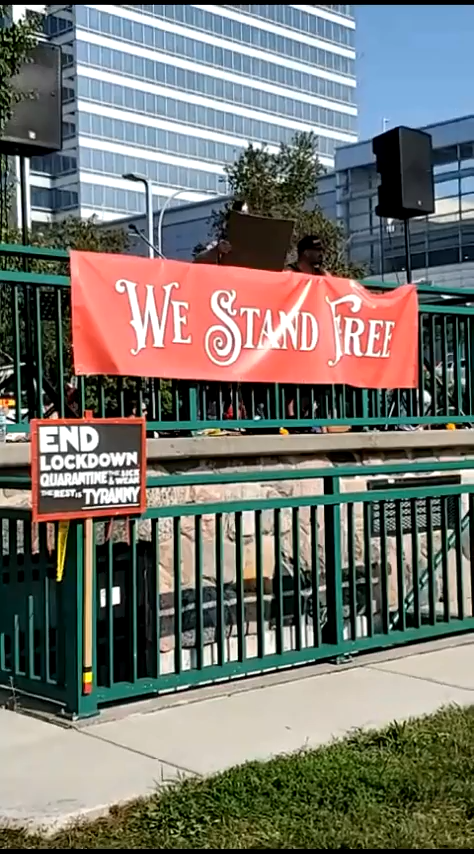 WE STAND FREE
END
LOCKDOWN
QUARANTINE THE SICK & WEAK
THE REST IS TYRANNY